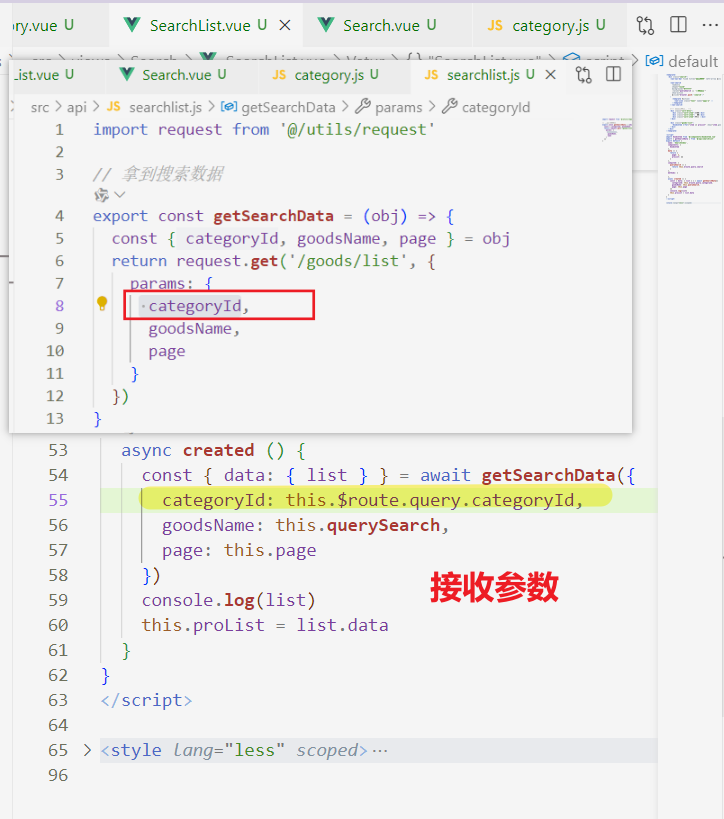 ry.vue U SearchList.vue U × Search.vue U JS category.js U ···
default
List.vue U Search.vue U JS category.js U JS searchlist.js U ×
src > api > JS searchlist.js > getSearchData > params > categoryId
1 import request from '@/utils/request'
2
3 // 拿到搜索数据
4 export const getSearchData = (obj) => {
5 const { categoryId, goodsName, page } = obj
6 return request.get('/goods/list', {
7 params: {
8 categoryId,
9 goodsName,
10 page
11 }
12 })
13 }
53 async created () {
54 const { data: { list } } = await getSearchData({
55 categoryId: this.$route.query.categoryId,
56 goodsName: this.querySearch,
57 page: this.page
58 })
接收参数
59 console.log(list)
60 this.proList = list.data
61 }
62 }
63 </script>
64
65 > <style lang="less" scoped>···
96